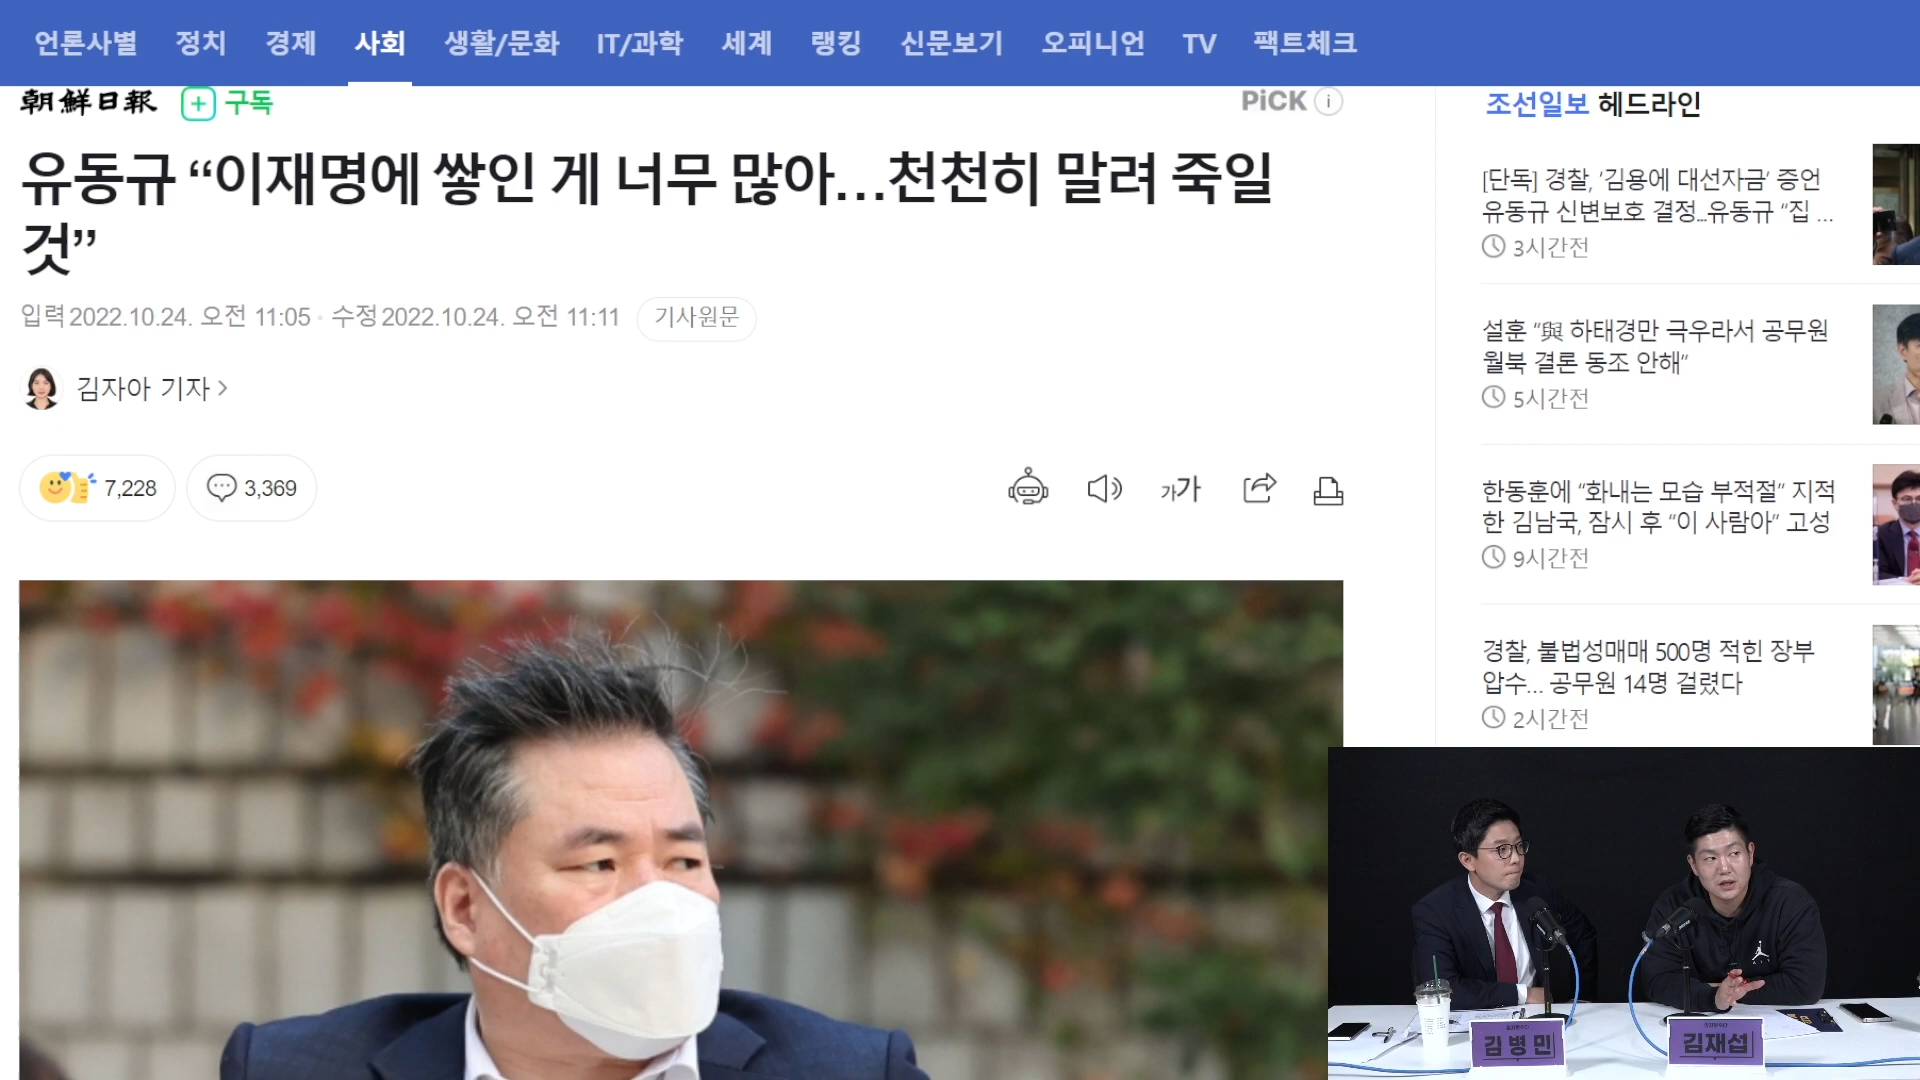 언론사별 정치 경제 사회 생활/문화 IT/과학 세계 랭킹 신문보기 오피니언 TV 팩트체크
朝鮮日報 구독
PiCK i
유동규 “이재명에 쌓인 게 너무 많아…천천히 말려 죽일
것”
입력 2022.10.24. 오전 11:05 · 수정 2022.10.24. 오전 11:11 기사원문
김자아 기자
7,228 3,369
가가
조선일보 헤드라인
[단독] 경찰, ‘김용에 대선자금’ 증언
유동규 신변보호 결정...유동규 “집 ...
3시간전
설훈 “與 하태경만 극우라서 공무원
월북 결론 동조 안해”
5시간전
한동훈에 “화내는 모습 부적절” 지적
한 김남국, 잠시 후 “이 사람아” 고성
9시간전
경찰, 불법성매매 500명 적힌 장부
압수... 공무원 14명 걸렸다
2시간전
김병민
김재섭